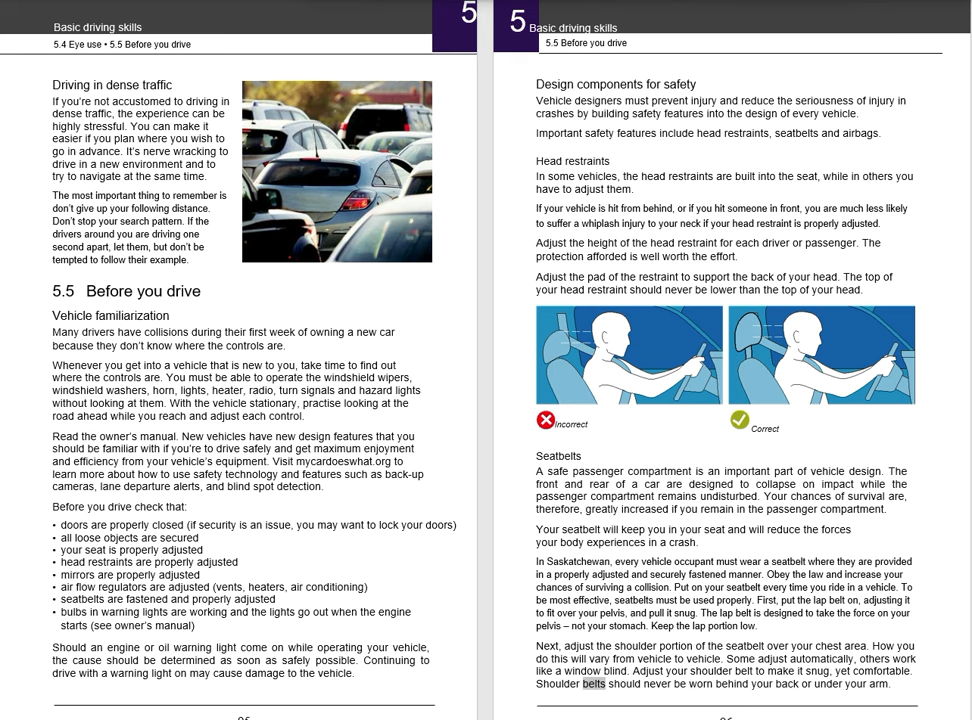 5
Basic driving skills
5.4 Eye use • 5.5 Before you drive
Driving in dense traffic
If you're not accustomed to driving in
dense traffic, the experience can be
highly stressful. You can make it
easier if you plan where you wish to
go in advance. It's nerve wracking to
drive in a new environment and to
try to navigate at the same time.
The most important thing to remember is
don't give up your following distance.
Don't stop your search pattern. If the
drivers around you are driving one
second apart, let them, but don't be
tempted to follow their example.
5.5 Before you drive
Vehicle familiarization
Many drivers have collisions during their first week of owning a new car
because they don't know where the controls are.
Whenever you get into a vehicle that is new to you, take time to find out
where the controls are. You must be able to operate the windshield wipers,
windshield washers, horn, lights, heater, radio, turn signals and hazard lights
without looking at them. With the vehicle stationary, practise looking at the
road ahead while you reach and adjust each control.
Read the owner's manual. New vehicles have new design features that you
should be familiar with if you're to drive safely and get maximum enjoyment
and efficiency from your vehicle's equipment. Visit mycardoeswhat.org to
learn more about how to use safety technology and features such as back-up
cameras, lane departure alerts, and blind spot detection.
Before you drive check that:
• doors are properly closed (if security is an issue, you may want to lock your doors)
• all loose objects are secured
• your seat is properly adjusted
• head restraints are properly adjusted
• mirrors are properly adjusted
• air flow regulators are adjusted (vents, heaters, air conditioning)
• seatbelts are fastened and properly adjusted
• bulbs in warning lights are working and the lights go out when the engine
starts (see owner's manual)
Should an engine or oil warning light come on while operating your vehicle,
the cause should be determined as soon as safely possible. Continuing to
drive with a warning light on may cause damage to the vehicle.
5 Basic driving skills
5.5 Before you drive
Design components for safety
Vehicle designers must prevent injury and reduce the seriousness of injury in
crashes by building safety features into the design of every vehicle.
Important safety features include head restraints, seatbelts and airbags.
Head restraints
In some vehicles, the head restraints are built into the seat, while in others you
have to adjust them.
If your vehicle is hit from behind, or if you hit someone in front, you are much less likely
to suffer a whiplash injury to your neck if your head restraint is properly adjusted.
Adjust the height of the head restraint for each driver or passenger. The
protection afforded is well worth the effort.
Adjust the pad of the restraint to support the back of your head. The top of
your head restraint should never be lower than the top of your head.
Incorrect
Correct
Seatbelts
A safe passenger compartment is an important part of vehicle design. The
front and rear of a car are designed to collapse on impact while the
passenger compartment remains undisturbed. Your chances of survival are,
therefore, greatly increased if you remain in the passenger compartment.
Your seatbelt will keep you in your seat and will reduce the forces
your body experiences in a crash.
In Saskatchewan, every vehicle occupant must wear a seatbelt where they are provided
in a properly adjusted and securely fastened manner. Obey the law and increase your
chances of surviving a collision. Put on your seatbelt every time you ride in a vehicle. To
be most effective, seatbelts must be used properly. First, put the lap belt on, adjusting it
to fit over your pelvis, and pull it snug. The lap belt is designed to take the force on your
pelvis – not your stomach. Keep the lap portion low.
Next, adjust the shoulder portion of the seatbelt over your chest area. How you
do this will vary from vehicle to vehicle. Some adjust automatically, others work
like a window blind. Adjust your shoulder belt to make it snug, yet comfortable.
Shoulder belts should never be worn behind your back or under your arm.